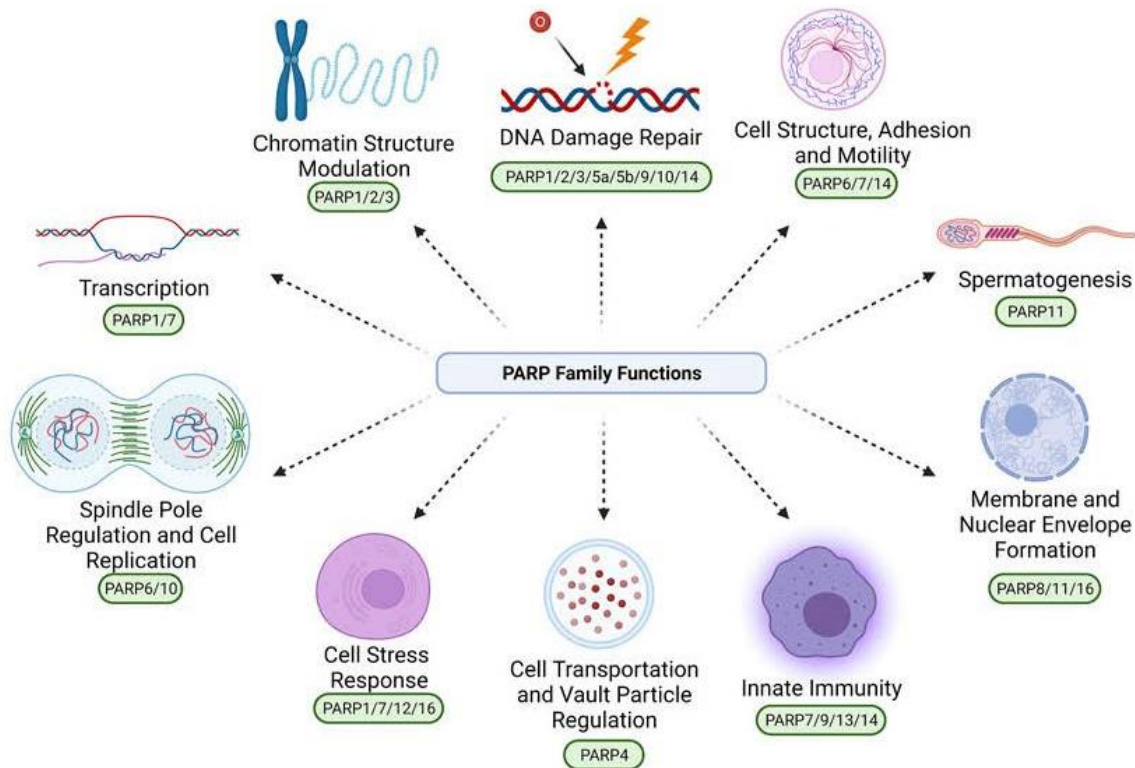 O
Chromatin Structure
Modulation
PARP1/2/3
DNA Damage Repair
PARP1/2/3/5a/5b/9/10/14
Cell Structure, Adhesion
and Motility
PARP6/7/14
Transcription
PARP1/7
Spermatogenesis
PARP11
PARP Family Functions
Spindle Pole
Regulation and Cell
Replication
PARP6/10
Membrane and
Nuclear Envelope
Formation
PARP8/11/16
Cell Stress
Response
PARP1/7/12/16
Cell Transportation
and Vault Particle
Regulation
PARP4
Innate Immunity
PARP7/9/13/14